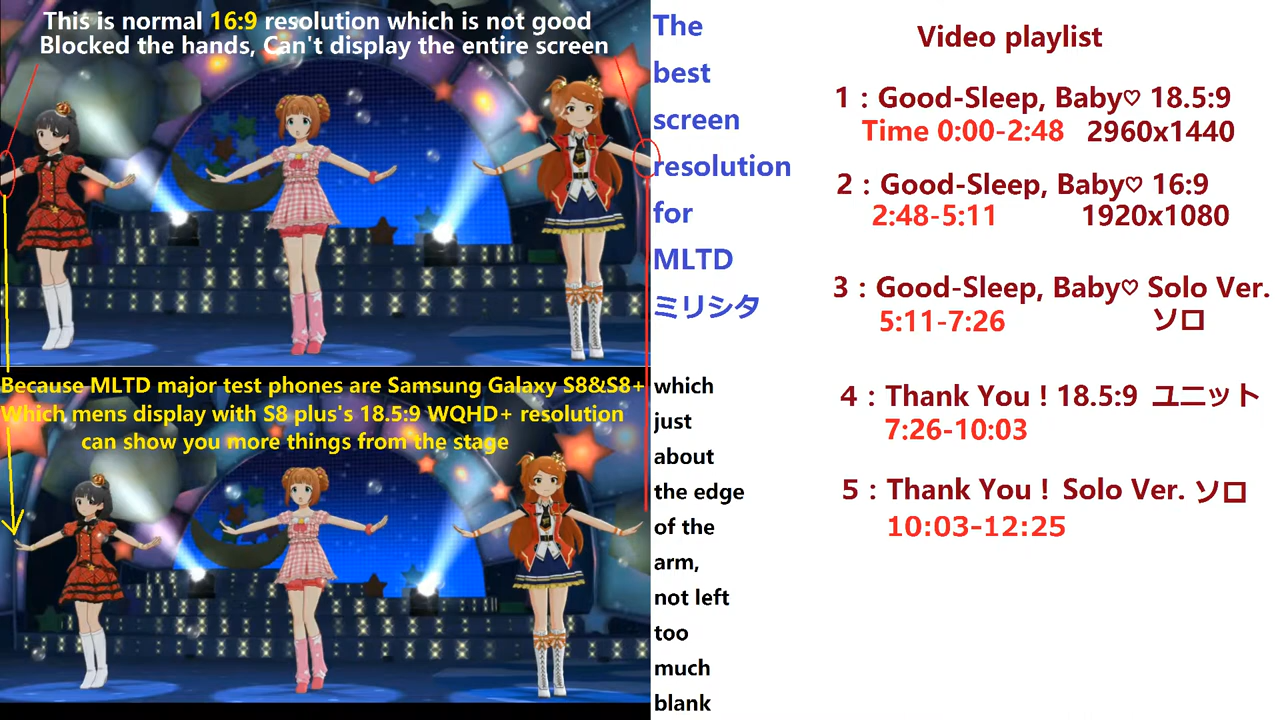 This is normal 16:9 resolution which is not good
Blocked the hands, Can't display the entire screen
Because MLTD major test phones are Samsung Galaxy S8&S8+
Which mens display with S8 plus's 18.5:9 WQHD+ resolution
can show you more things from the stage
The
best
screen
resolution
for
MLTD
ミリシタ
which
just
about
the edge
of the
arm,
not left
too
much
blank
Video playlist
1：Good-Sleep, Baby♡ 18.5:9
Time 0:00-2:48 2960x1440
2：Good-Sleep, Baby♡ 16:9
2:48-5:11 1920x1080
3：Good-Sleep, Baby♡ Solo Ver.
5:11-7:26 ソロ
4：Thank You！18.5:9 ユニット
7:26-10:03
5：Thank You！Solo Ver. ソロ
10:03-12:25